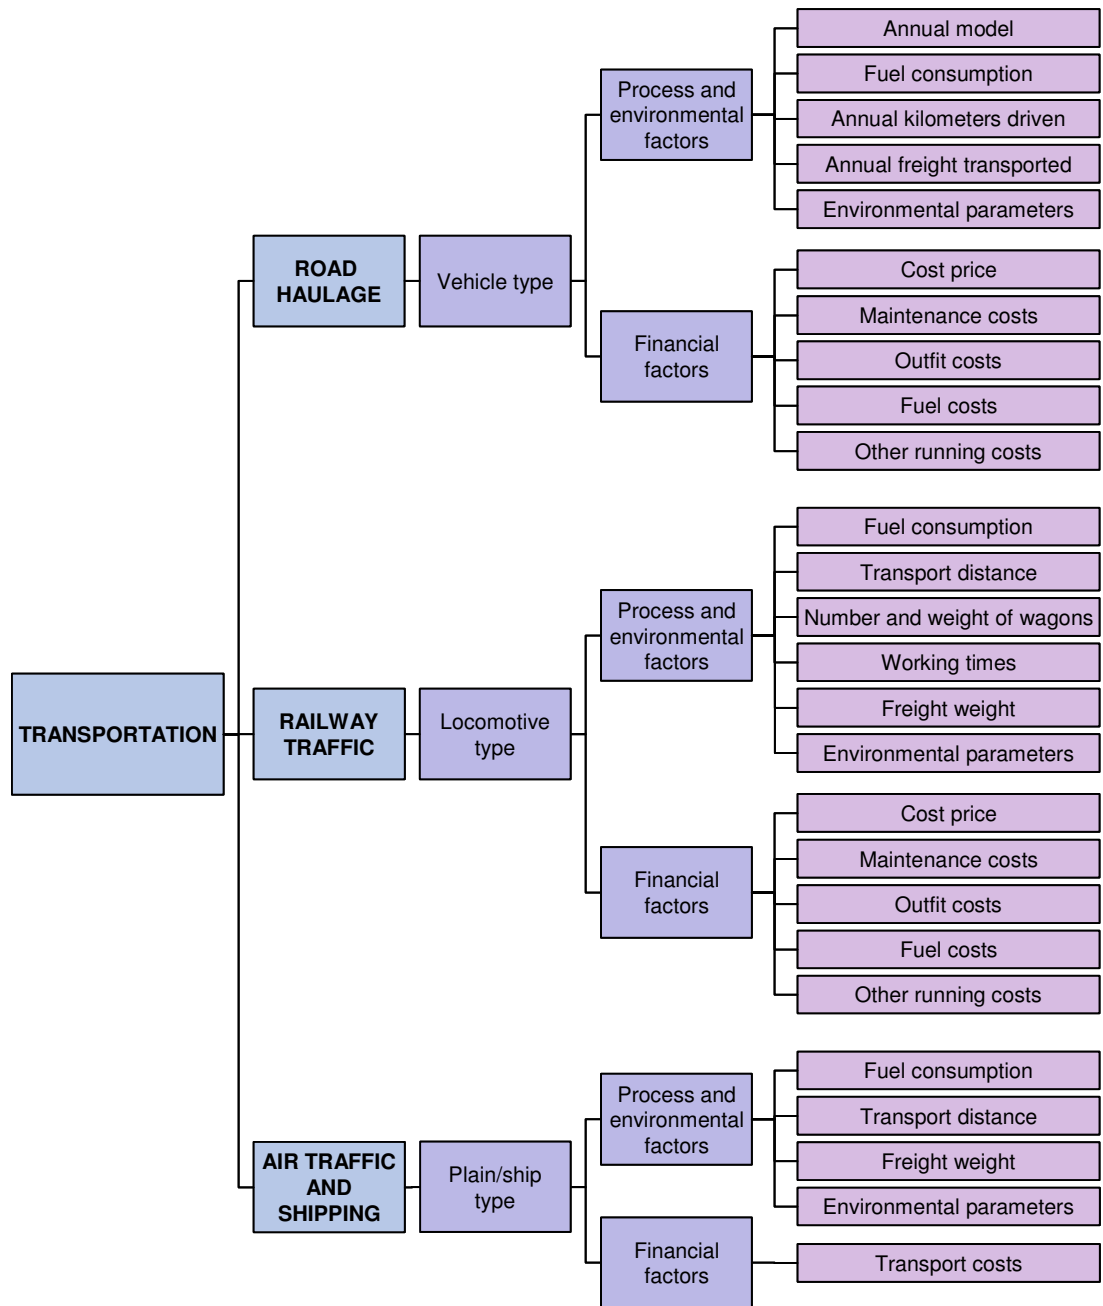 TRANSPORTATION
ROAD
HAULAGE
Vehicle type
Process and
environmental
factors
Annual model
Fuel consumption
Annual kilometers driven
Annual freight transported
Environmental parameters
Financial
factors
Cost price
Maintenance costs
Outfit costs
Fuel costs
Other running costs
RAILWAY
TRAFFIC
Locomotive
type
Process and
environmental
factors
Fuel consumption
Transport distance
Number and weight of wagons
Working times
Freight weight
Environmental parameters
Financial
factors
Cost price
Maintenance costs
Outfit costs
Fuel costs
Other running costs
AIR TRAFFIC
AND
SHIPPING
Plain/ship
type
Process and
environmental
factors
Fuel consumption
Transport distance
Freight weight
Environmental parameters
Financial
factors
Transport costs